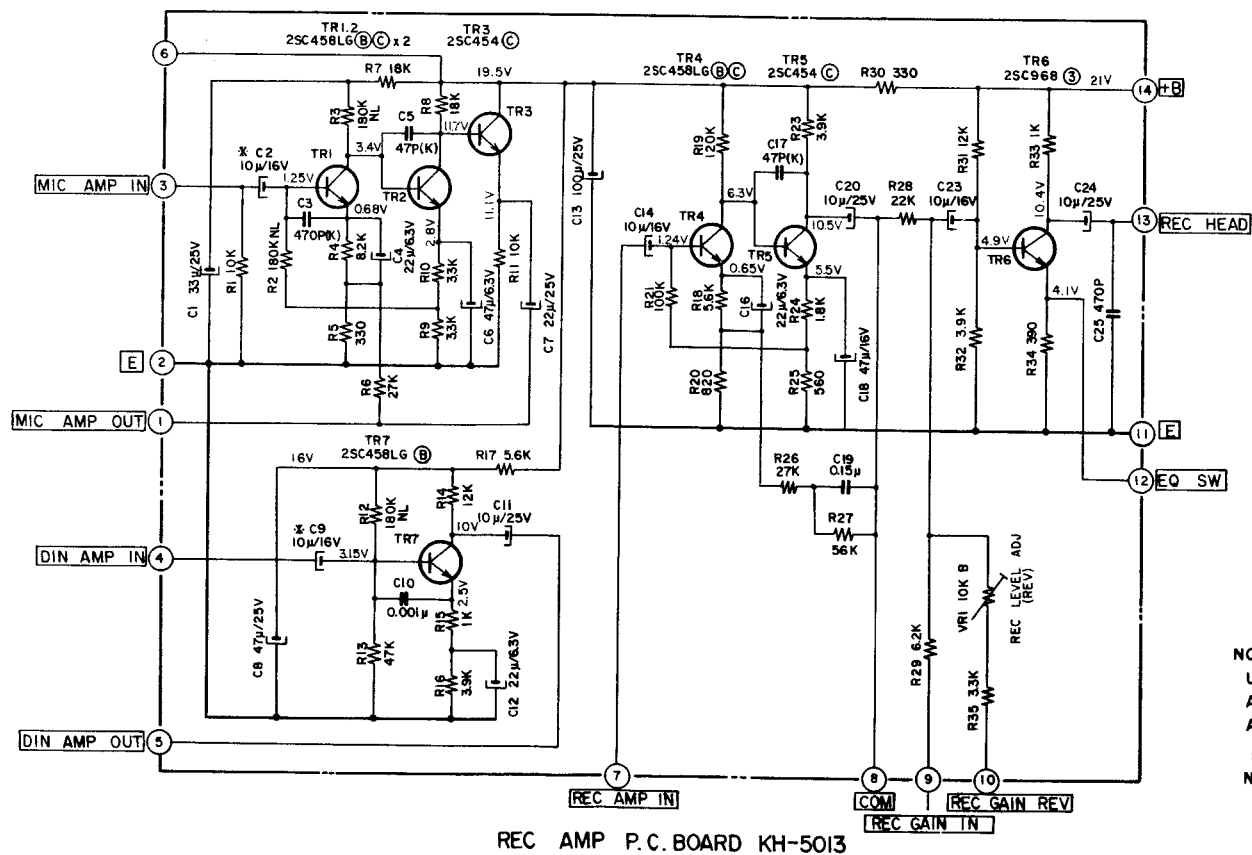 TR1.2
2SC458LG Ⓑ Ⓒ x 2
TR3
2SC454 Ⓒ
TR4
2SC458LG Ⓑ Ⓒ
TR5
2SC454 Ⓒ
TR6
2SC968 ③
6
R7 18K
19.5V
R30 330
21V
14
+B
R3
180K
NL
R8
18K
C5
47P(K)
11.7V
TR3
R19
120K
R23
3.9K
C17
47P(K)
R31 12K
R33 1K
* C2
10μ/16V
TR1
3.4V
MIC AMP IN
3
1.25V
TR2
C13 100μ/25V
6.3V
C20
10μ/25V
R28
22K
C23
10μ/16V
10.4V
C24
10μ/25V
C3
470P(K)
0.68V
11.1V
C14
10μ/16V
1.24V
TR4
TR5
10.5V
4.9V
TR6
13
REC HEAD
C1 33μ/25V
R1 10K
R2 180K NL
R4
8.2K
C4
22μ/6.3V
2.8V
R10
33K
R11 10K
R21
100K
0.65V
R18
5.6K
C16
22μ/6.3V
5.5V
R24
1.8K
4.1V
C25 470P
R5
330
R9
3.3K
C6 47μ/6.3V
C7 22μ/25V
R20
820
R25
560
C18 47μ/16V
R32 3.9K
R34 390
E
2
R6
27K
MIC AMP OUT
1
11
E
TR7
2SC458LG Ⓑ
16V
R17 5.6K
R26
27K
C19
0.15μ
12
EQ SW
R12
180K
NL
R14
12K
C11
10μ/25V
R27
56K
* C9
10μ/16V
10V
DIN AMP IN
4
3.15V
TR7
C10
0.001μ
2.5V
R15
1K
VR1 10K B
REC LEVEL ADJ
(REV)
C8 47μ/25V
R13
47K
R16
3.9K
C12 22μ/6.3V
R29 6.2K
R35 3.3K
DIN AMP OUT
5
7
8
9
10
REC AMP IN
COM
REC GAIN REV
REC GAIN IN
REC AMP P.C. BOARD KH-5013
NO
U
A
A
N